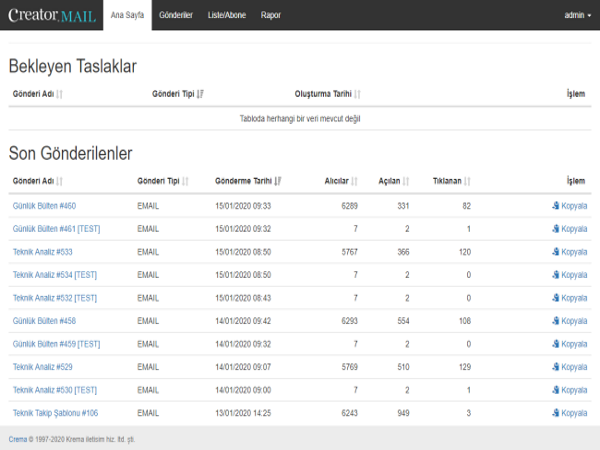 Creator.MAIL Ana Sayfa Gönderiler Liste/Abone Rapor admin
Bekleyen Taslaklar
Gönderi Adı Gönderi Tipi Oluşturma Tarihi İşlem
Tabloda herhangi bir veri mevcut değil
Son Gönderilenler
Gönderi Adı Gönderi Tipi Gönderme Tarihi Alıcılar Açılan Tıklanan İşlem
Günlük Bülten #460 EMAIL 15/01/2020 09:33 6289 331 82 Kopyala
Günlük Bülten #461 [TEST] EMAIL 15/01/2020 09:32 7 2 1 Kopyala
Teknik Analiz #533 EMAIL 15/01/2020 08:50 5767 366 120 Kopyala
Teknik Analiz #534 [TEST] EMAIL 15/01/2020 08:50 7 2 0 Kopyala
Teknik Analiz #532 [TEST] EMAIL 15/01/2020 08:43 7 2 0 Kopyala
Günlük Bülten #458 EMAIL 14/01/2020 09:42 6293 554 108 Kopyala
Günlük Bülten #459 [TEST] EMAIL 14/01/2020 09:32 7 2 0 Kopyala
Teknik Analiz #529 EMAIL 14/01/2020 09:07 5769 510 129 Kopyala
Teknik Analiz #530 [TEST] EMAIL 14/01/2020 09:00 7 2 1 Kopyala
Teknik Takip Şablonu #106 EMAIL 13/01/2020 14:25 6243 949 3 Kopyala
Crema © 1997-2020 Krema iletisim hiz. ltd. şti.